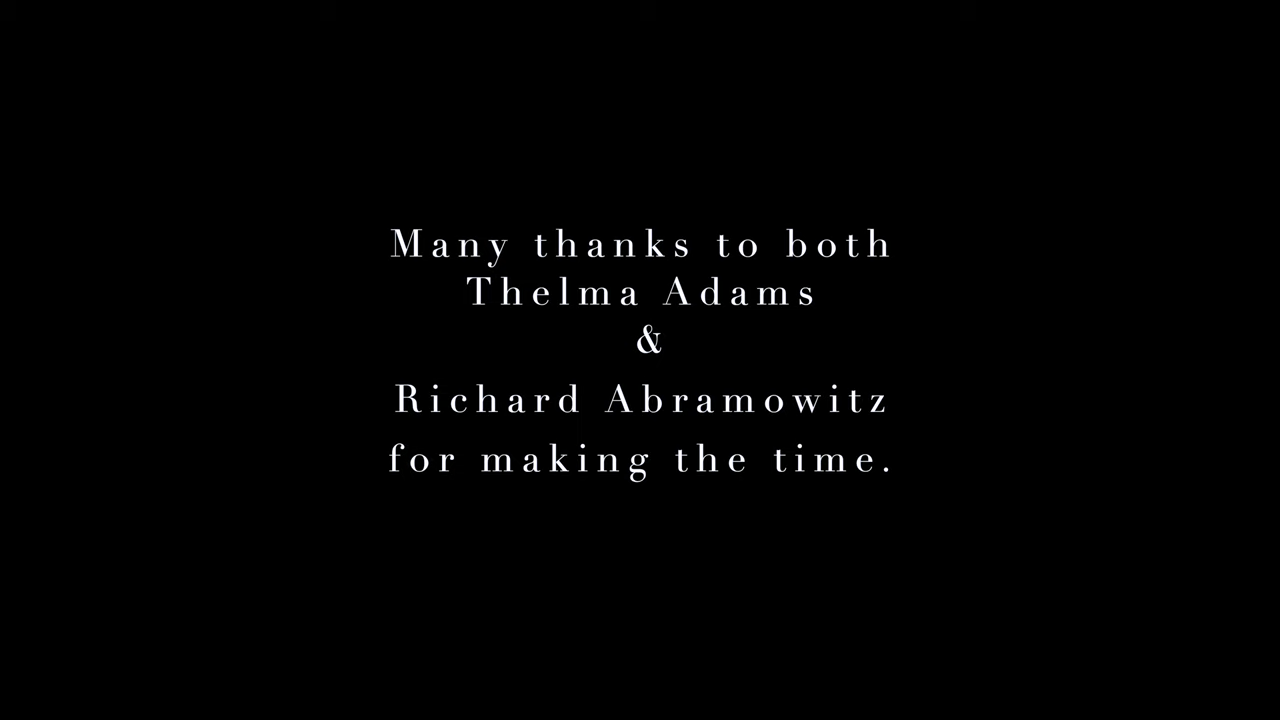 Many thanks to both
Thelma Adams
&
Richard Abramowitz
for making the time.